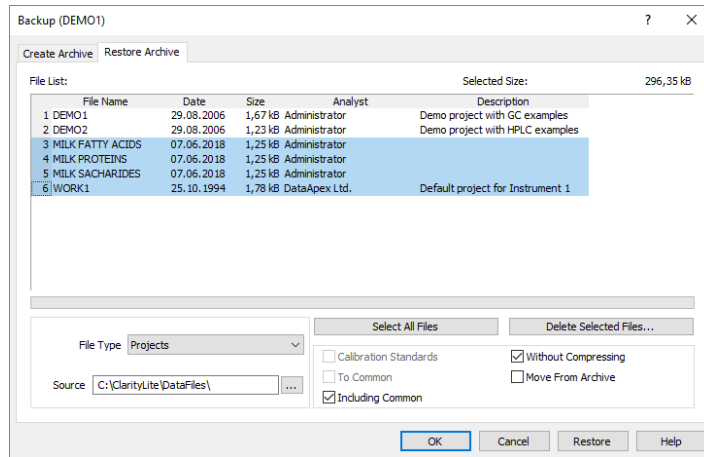 Backup (DEMO1) ? ×
Create Archive Restore Archive
File List: Selected Size: 296,35 kB
File Name Date Size Analyst Description
1 DEMO1 29.08.2006 1,67 kB Administrator Demo project with GC examples
2 DEMO2 29.08.2006 1,23 kB Administrator Demo project with HPLC examples
3 MILK FATTY ACIDS 07.06.2018 1,25 kB Administrator
4 MILK PROTEINS 07.06.2018 1,25 kB Administrator
5 MILK SACHARIDES 07.06.2018 1,25 kB Administrator
6 WORK1 25.10.1994 1,78 kB DataApex Ltd. Default project for Instrument 1
Select All Files Delete Selected Files...
File Type Projects
Calibration Standards Without Compressing
To Common Move From Archive
Source C:\ClarityLite\DataFiles\ ...
Including Common
OK Cancel Restore Help